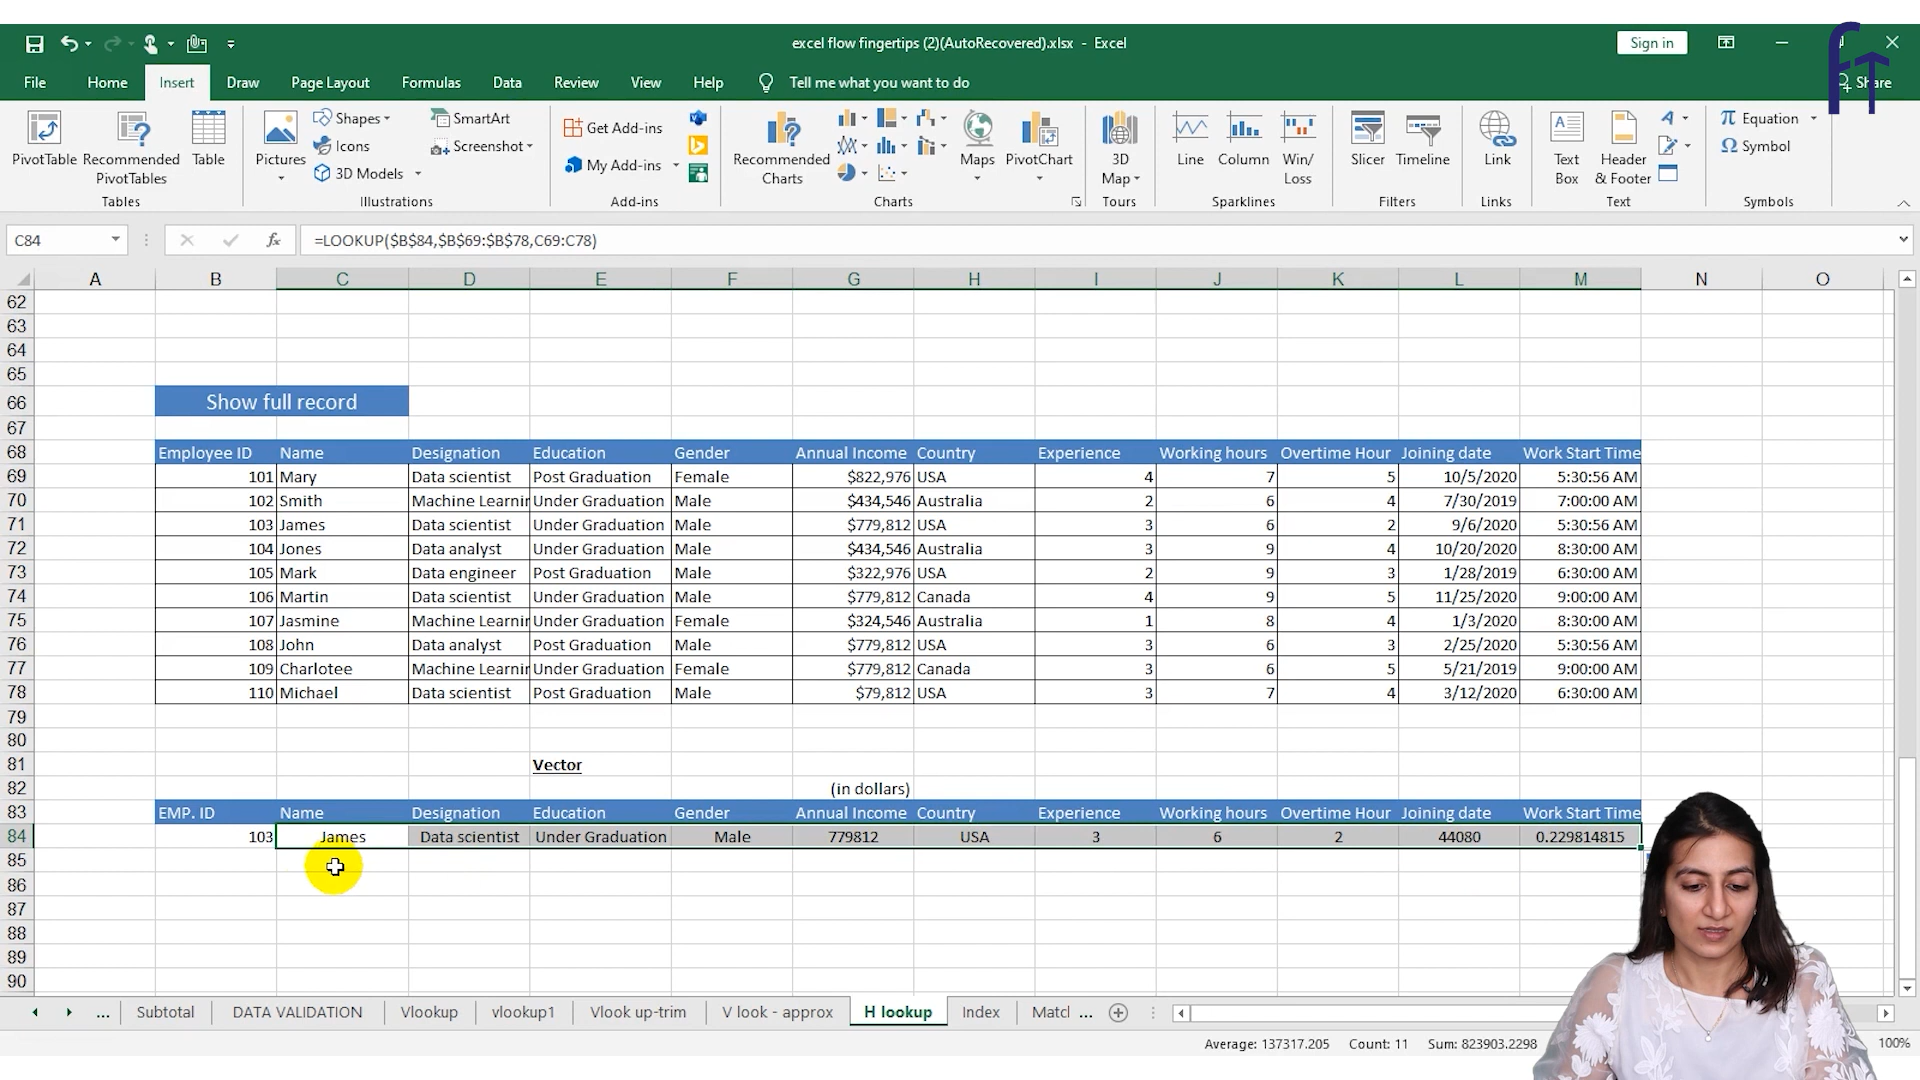 excel flow fingertips (2)(AutoRecovered).xlsx - Excel
Sign in
FT
File Home Insert Draw Page Layout Formulas Data Review View Help Tell me what you want to do Share
PivotTable
Recommended PivotTables
Table
Tables
Pictures
Shapes
Icons
3D Models
SmartArt
Screenshot
Illustrations
Get Add-ins
My Add-ins
Add-ins
Recommended Charts
Maps
PivotChart
Charts
3D Map
Tours
Line
Column
Win/Loss
Sparklines
Slicer
Timeline
Filters
Link
Links
Text Box
Header & Footer
Text
Equation
Symbol
Symbols
C84 fx =LOOKUP($B$84,$B$69:$B$78,C69:C78)
A B C D E F G H I J K L M N O
62
63
64
65
66 Show full record
67
68 Employee ID Name Designation Education Gender Annual Income Country Experience Working hours Overtime Hour Joining date Work Start Time
69 101 Mary Data scientist Post Graduation Female $822,976 USA 4 7 5 10/5/2020 5:30:56 AM
70 102 Smith Machine Learnin Under Graduation Male $434,546 Australia 2 6 4 7/30/2019 7:00:00 AM
71 103 James Data scientist Under Graduation Male $779,812 USA 3 6 2 9/6/2020 5:30:56 AM
72 104 Jones Data analyst Under Graduation Male $434,546 Australia 3 9 4 10/20/2020 8:30:00 AM
73 105 Mark Data engineer Post Graduation Male $322,976 USA 2 9 3 1/28/2019 6:30:00 AM
74 106 Martin Data scientist Under Graduation Male $779,812 Canada 4 9 5 11/25/2020 9:00:00 AM
75 107 Jasmine Machine Learnin Under Graduation Female $324,546 Australia 1 8 4 1/3/2020 8:30:00 AM
76 108 John Data analyst Post Graduation Male $779,812 USA 3 6 3 2/25/2020 5:30:56 AM
77 109 Charlotee Machine Learnin Under Graduation Female $779,812 Canada 3 6 5 5/21/2019 9:00:00 AM
78 110 Michael Data scientist Post Graduation Male $79,812 USA 3 7 4 3/12/2020 6:30:00 AM
79
80
81 Vector
82 (in dollars)
83 EMP. ID Name Designation Education Gender Annual Income Country Experience Working hours Overtime Hour Joining date Work Start Time
84 103 James Data scientist Under Graduation Male 779812 USA 3 6 2 44080 0.229814815
85
86
87
88
89
90
... Subtotal DATA VALIDATION Vlookup vlookup1 Vlook up-trim V look - approx H lookup Index Matcl ...
Average: 137317.205 Count: 11 Sum: 823903.2298 100%